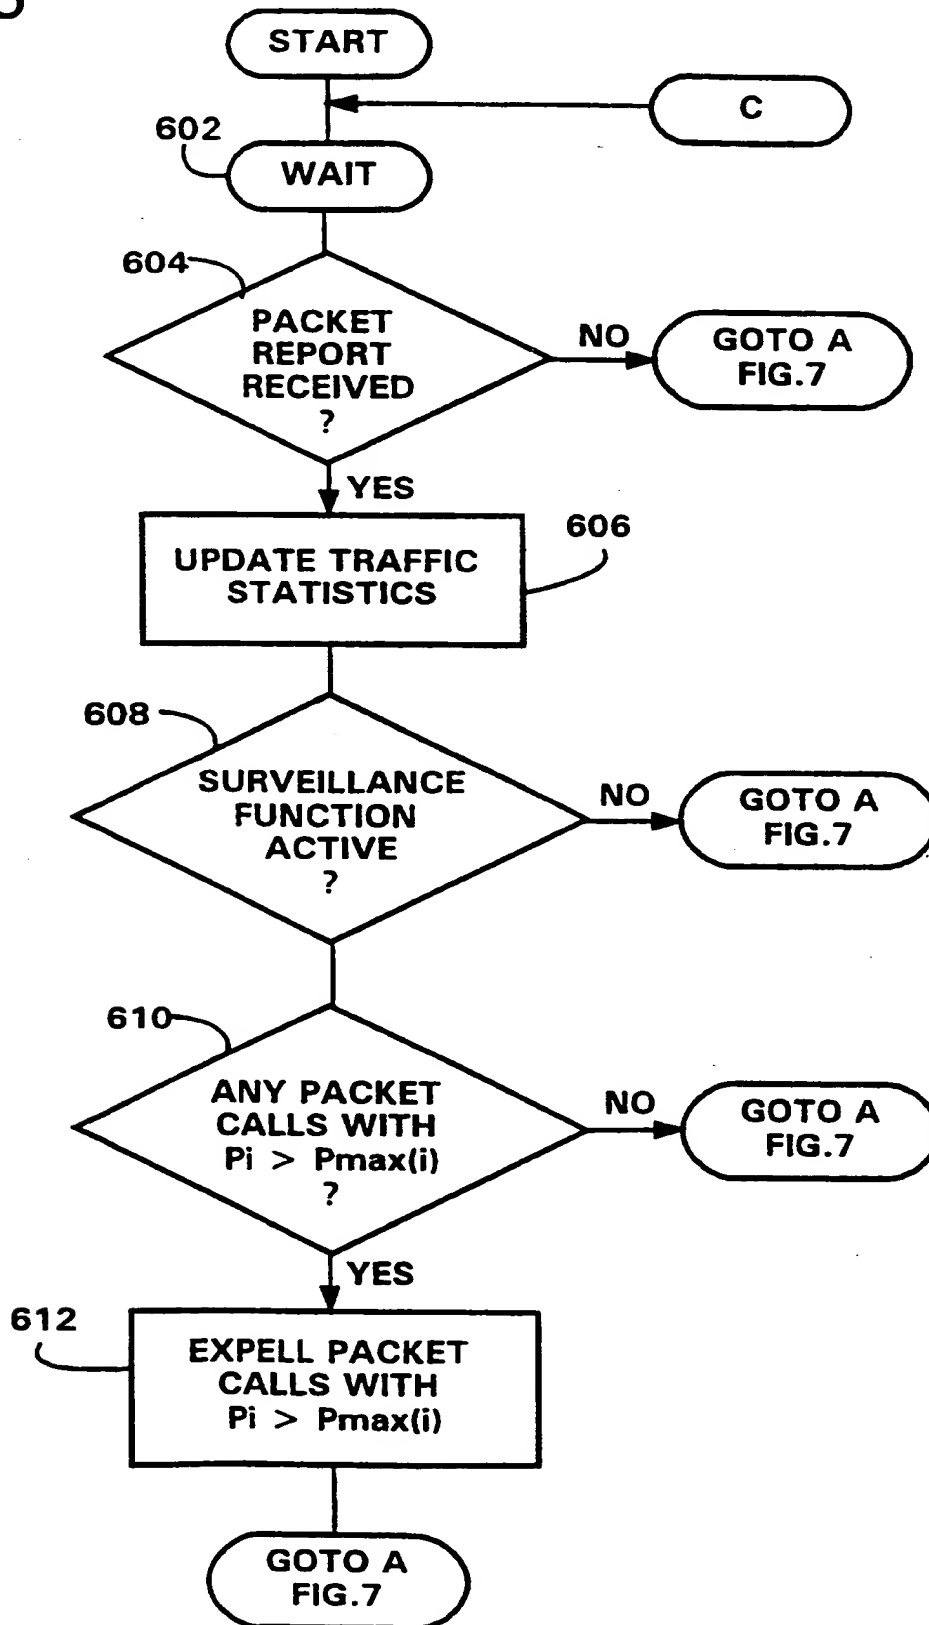 START
C
602
WAIT
604
PACKET
REPORT
RECEIVED
?
NO
GOTO A
FIG.7
YES
606
UPDATE TRAFFIC
STATISTICS
608
SURVEILLANCE
FUNCTION
ACTIVE
?
NO
GOTO A
FIG.7
610
ANY PACKET
CALLS WITH
Pi > Pmax(i)
?
NO
GOTO A
FIG.7
YES
612
EXPELL PACKET
CALLS WITH
Pi > Pmax(i)
GOTO A
FIG.7